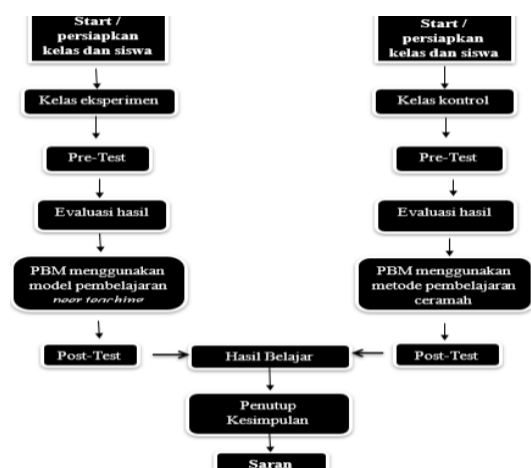 Start /
persiapkan
kelas dan siswa
Kelas eksperimen
Pre-Test
Evaluasi hasil
PBM menggunakan
model pembelajaran
peer teaching
Post-Test
Start /
persiapkan
kelas dan siswa
Kelas kontrol
Pre-Test
Evaluasi hasil
PBM menggunakan
metode pembelajaran
ceramah
Post-Test
Hasil Belajar
Penutup
Kesimpulan
Saran